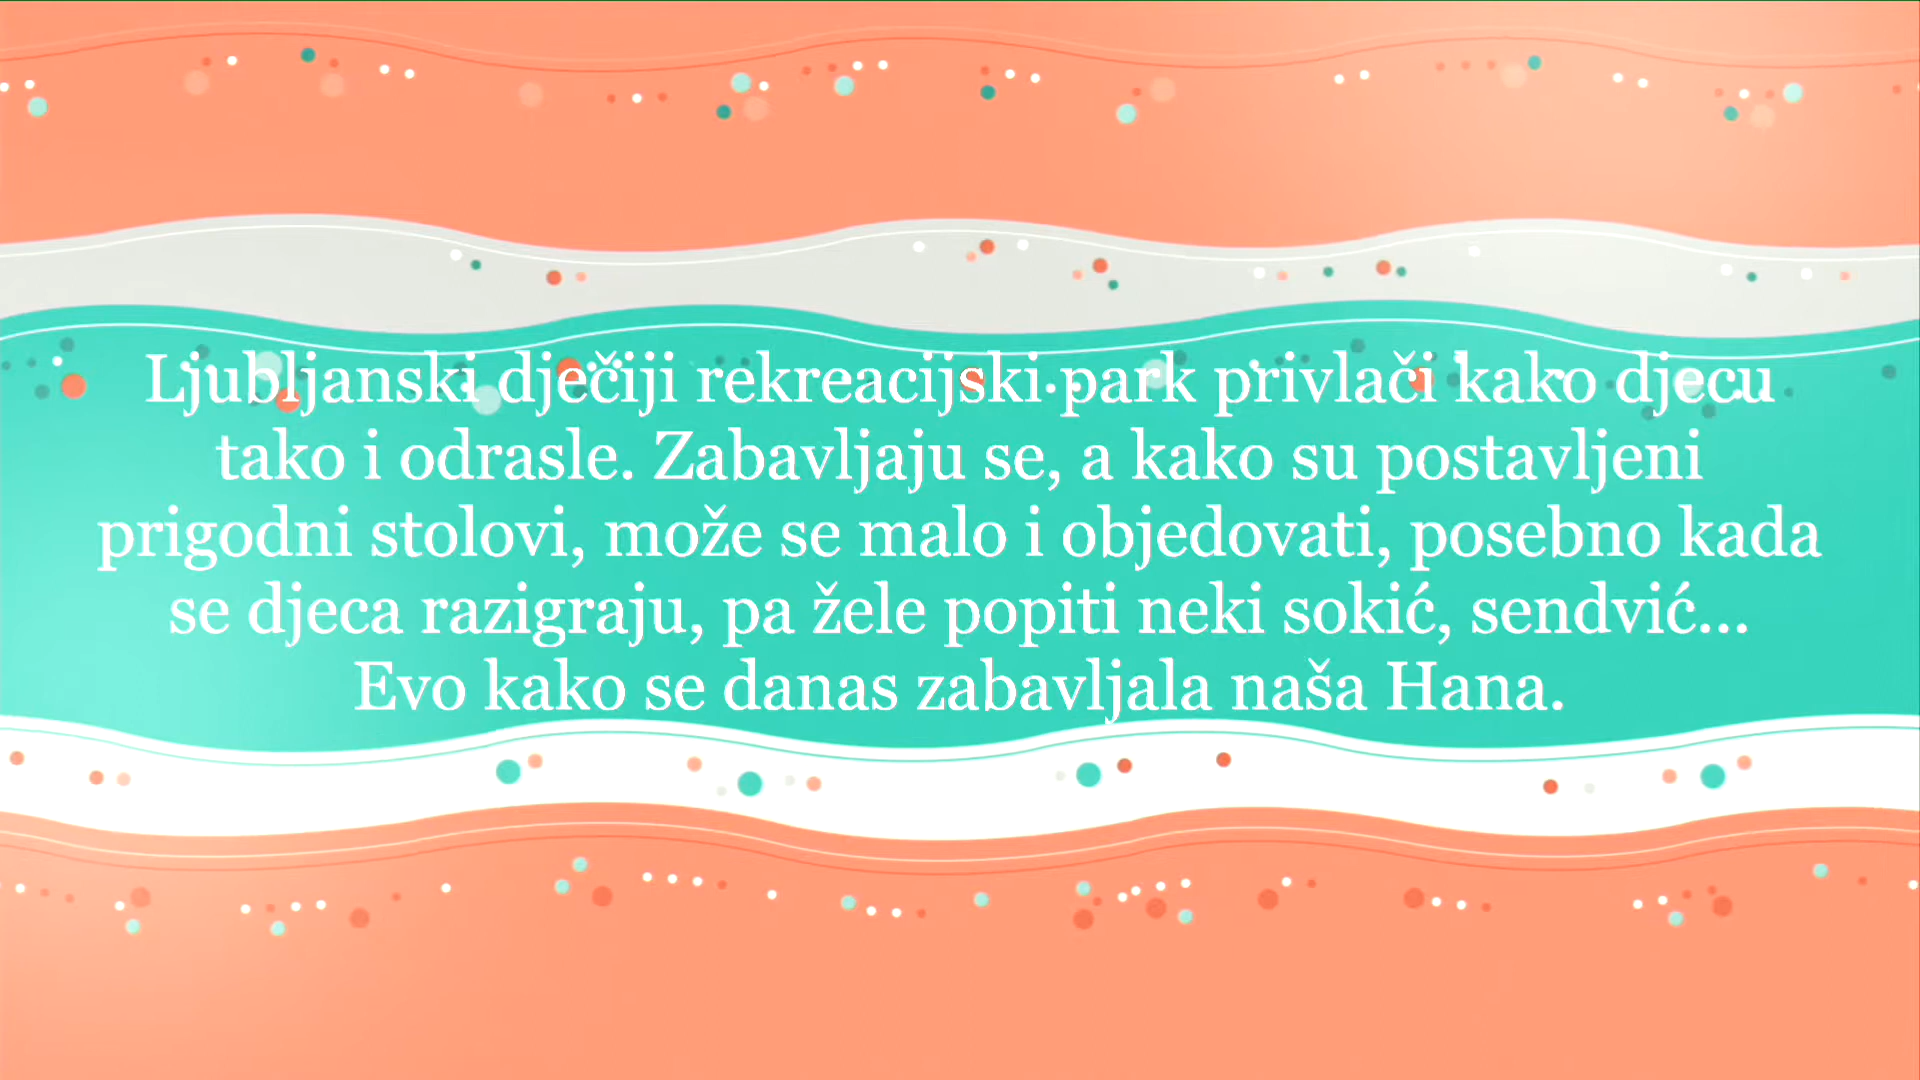 Ljubljanski dječiji rekreacijski park privlači kako djecu
tako i odrasle. Zabavljaju se, a kako su postavljeni
prigodni stolovi, može se malo i objedovati, posebno kada
se djeca razigraju, pa žele popiti neki sokić, sendvić...
Evo kako se danas zabavljala naša Hana.